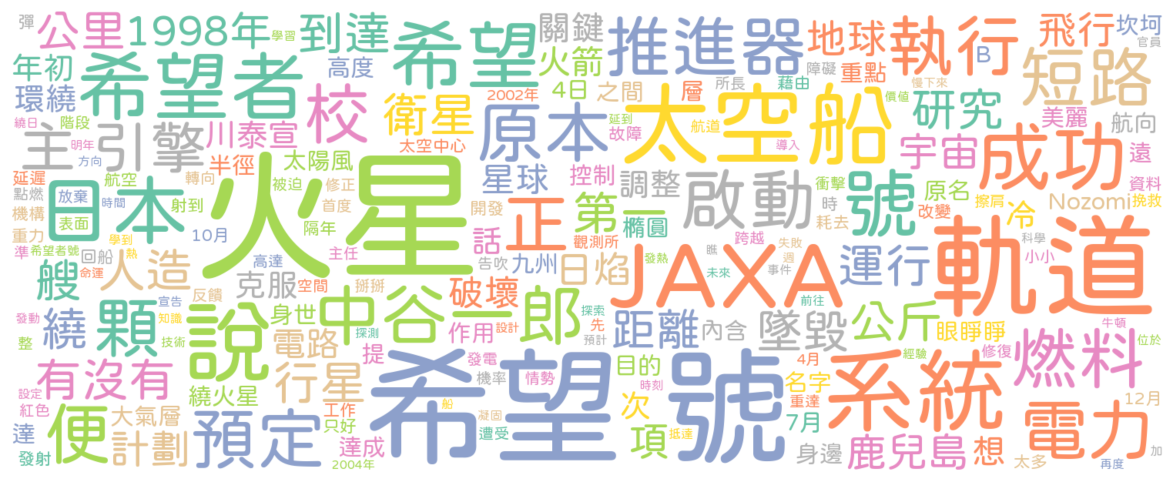 彈
公里
1998年
學習
到達
希望
關鍵
推進器
地球
執行
飛行
坎坷
官員
年初
希望者
高度
火箭
重點
B
短路
環繞
校
衛星
2002年
4日
之間
層
所長
障礙
藉由
慢下來
繞日
階段
川泰宣
原本
延到
太空船
價值
研究
美麗
航向
明年
主
引擎
半徑
太空中心
故障
航道
導入
宇宙
遠
方向
太陽風
延遲
航空
轉向
被迫
修正
星球
控制
調整
啟動
衝擊
號
原名
成功
資料
點燃
放棄
日本
射到
隔年
首度
開發
正
第一
橢圓
時
改變
擦肩
Nozomi
挽救
機構
表面
時間
火星
耗去
冷
重力
10月
話
觀測所
跨越
失敗
科學
軌道
準
希望者號
學到
熱
高達
主任
告吹
九州
日焰
JAXA
瞧
週
小小
艘
回船
命運
人造
克服
空間
掰掰
破壞
發熱
未來
事件
運行
發動
宣告
反饋
身世
中谷一郎
探索
前往
牛頓
繞
顆
知識
說
探測
作用
設計
先
距離
內含
墜毀
公斤
眼睜睜
位於
整
技術
電路
提
預計
發電
目的
4月
經驗
修復
燃料
有沒有
行星
希望號
機率
情勢
時刻
系統
設定
繞火星
名字
重達
12月
紅色
便
大氣層
預定
工作
只好
船
凝固
次
7月
電力
達
計劃
達成
遭受
抵達
項
身邊
鹿兒島
想
太多
加
發射
2004年
再度